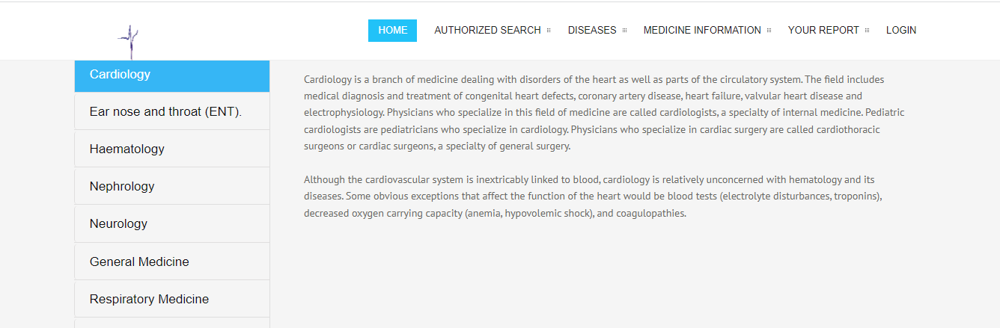 HOME AUTHORIZED SEARCH DISEASES MEDICINE INFORMATION YOUR REPORT LOGIN
Cardiology
Ear nose and throat (ENT).
Haematology
Nephrology
Neurology
General Medicine
Respiratory Medicine
Cardiology is a branch of medicine dealing with disorders of the heart as well as parts of the circulatory system. The field includes
medical diagnosis and treatment of congenital heart defects, coronary artery disease, heart failure, valvular heart disease and
electrophysiology. Physicians who specialize in this field of medicine are called cardiologists, a specialty of internal medicine. Pediatric
cardiologists are pediatricians who specialize in cardiology. Physicians who specialize in cardiac surgery are called cardiothoracic
surgeons or cardiac surgeons, a specialty of general surgery.
Although the cardiovascular system is inextricably linked to blood, cardiology is relatively unconcerned with hematology and its
diseases. Some obvious exceptions that affect the function of the heart would be blood tests (electrolyte disturbances, troponins),
decreased oxygen carrying capacity (anemia, hypovolemic shock), and coagulopathies.